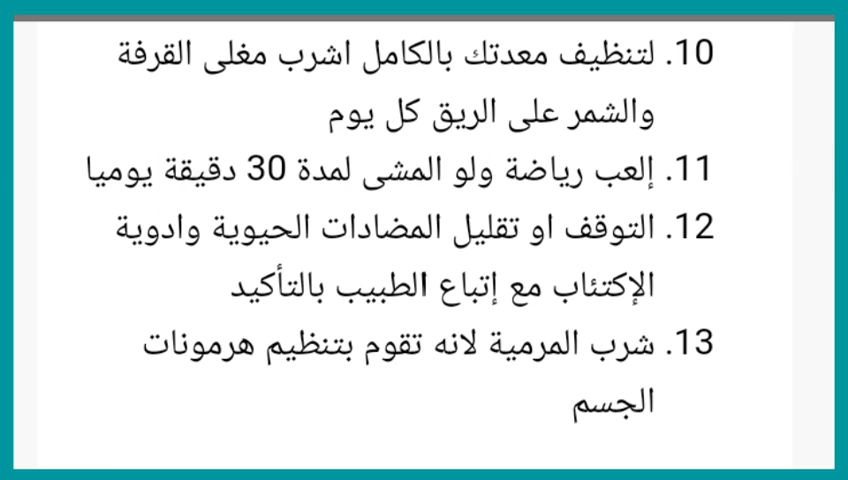 10. لتنظيف معدتك بالكامل اشرب مغلى القرفة
والشمر على الريق كل يوم
11. إلعب رياضة ولو المشى لمدة 30 دقيقة يوميا
12. التوقف او تقليل المضادات الحيوية وادوية
الإكتئاب مع إتباع الطبيب بالتأكيد
13. شرب المرمية لانه تقوم بتنظيم هرمونات
الجسم